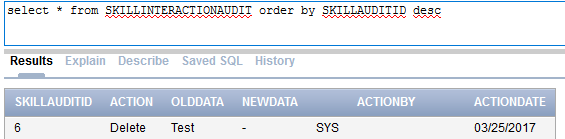 select * from SKILLINTERACTIONAUDIT order by SKILLAUDITID desc
Results Explain Describe Saved SQL History
SKILLAUDITID ACTION OLDDATA NEWDATA ACTIONBY ACTIONDATE
6 Delete Test - SYS 03/25/2017